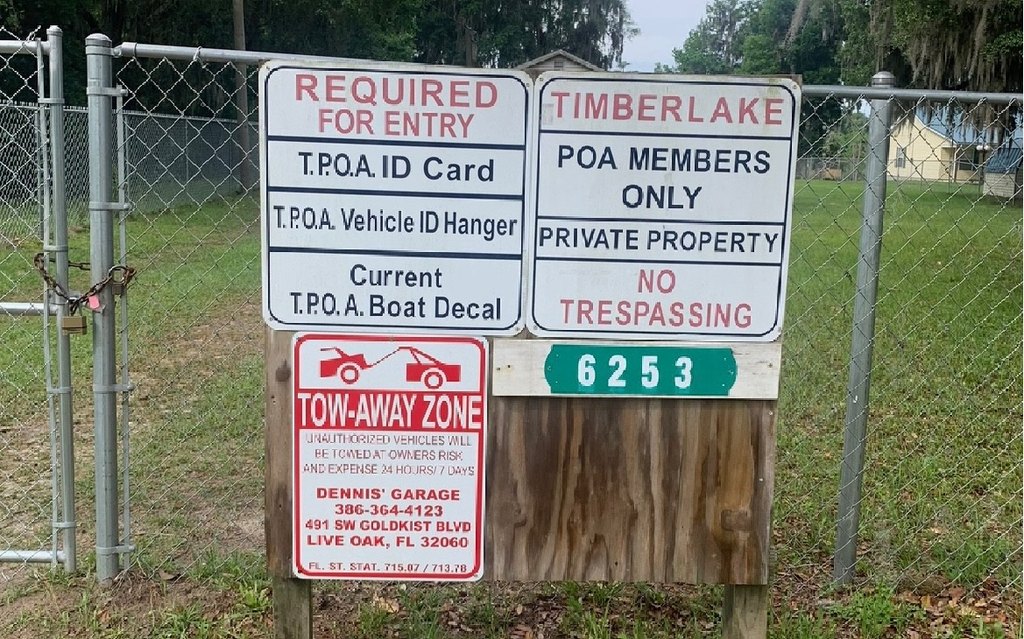 REQUIRED
FOR ENTRY
T.P.O.A. ID Card
T.P.O.A. Vehicle ID Hanger
Current
T.P.O.A. Boat Decal
TIMBERLAKE
POA MEMBERS
ONLY
PRIVATE PROPERTY
NO
TRESPASSING
6253
TOW-AWAY ZONE
UNAUTHORIZED VEHICLES WILL
BE TOWED AT OWNERS RISK
AND EXPENSE 24 HOURS/ 7 DAYS
DENNIS' GARAGE
386-364-4123
491 SW GOLDKIST BLVD
LIVE OAK, FL 32060
FL. ST. STAT. 715.07 / 713.78